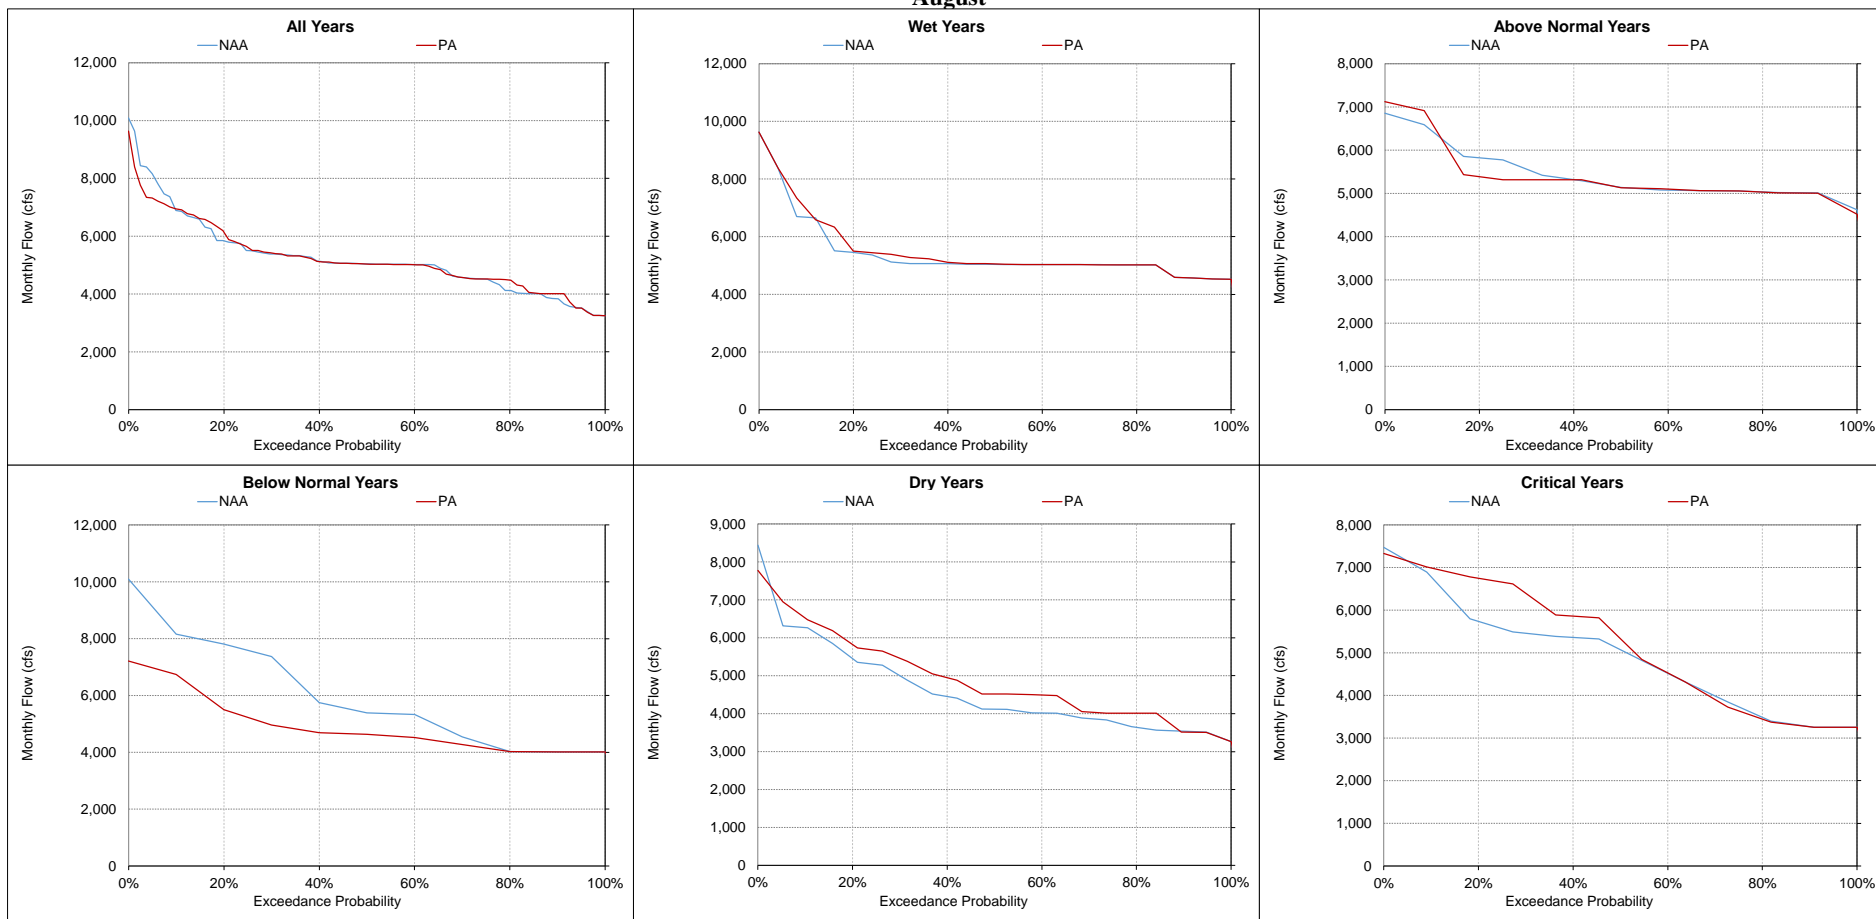 August
All Years
NAA PA
12,000
10,000
8,000
6,000
4,000
2,000
0
Monthly Flow (cfs)
0% 20% 40% 60% 80% 100%
Exceedance Probability
Wet Years
NAA PA
12,000
10,000
8,000
6,000
4,000
2,000
0
Monthly Flow (cfs)
0% 20% 40% 60% 80% 100%
Exceedance Probability
Above Normal Years
NAA PA
8,000
7,000
6,000
5,000
4,000
3,000
2,000
1,000
0
Monthly Flow (cfs)
0% 20% 40% 60% 80% 100%
Exceedance Probability
Below Normal Years
NAA PA
12,000
10,000
8,000
6,000
4,000
2,000
0
Monthly Flow (cfs)
0% 20% 40% 60% 80% 100%
Exceedance Probability
Dry Years
NAA PA
9,000
8,000
7,000
6,000
5,000
4,000
3,000
2,000
1,000
0
Monthly Flow (cfs)
0% 20% 40% 60% 80% 100%
Exceedance Probability
Critical Years
NAA PA
8,000
7,000
6,000
5,000
4,000
3,000
2,000
1,000
0
Monthly Flow (cfs)
0% 20% 40% 60% 80% 100%
Exceedance Probability